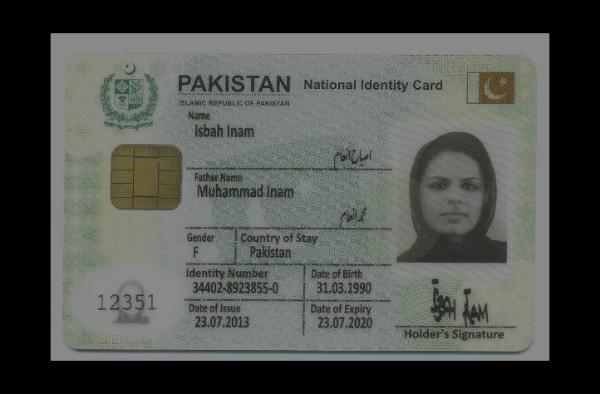 PAKISTAN National Identity Card
ISLAMIC REPUBLIC OF PAKISTAN
Name
Isbah Inam
اصباح انعام
Father Name
Muhammad Inam
محمد انعام
Gender Country of Stay
F Pakistan
Identity Number Date of Birth
34402-8923855-0 31.03.1990
12351
Date of Issue Date of Expiry
23.07.2013 23.07.2020
Holder's Signature